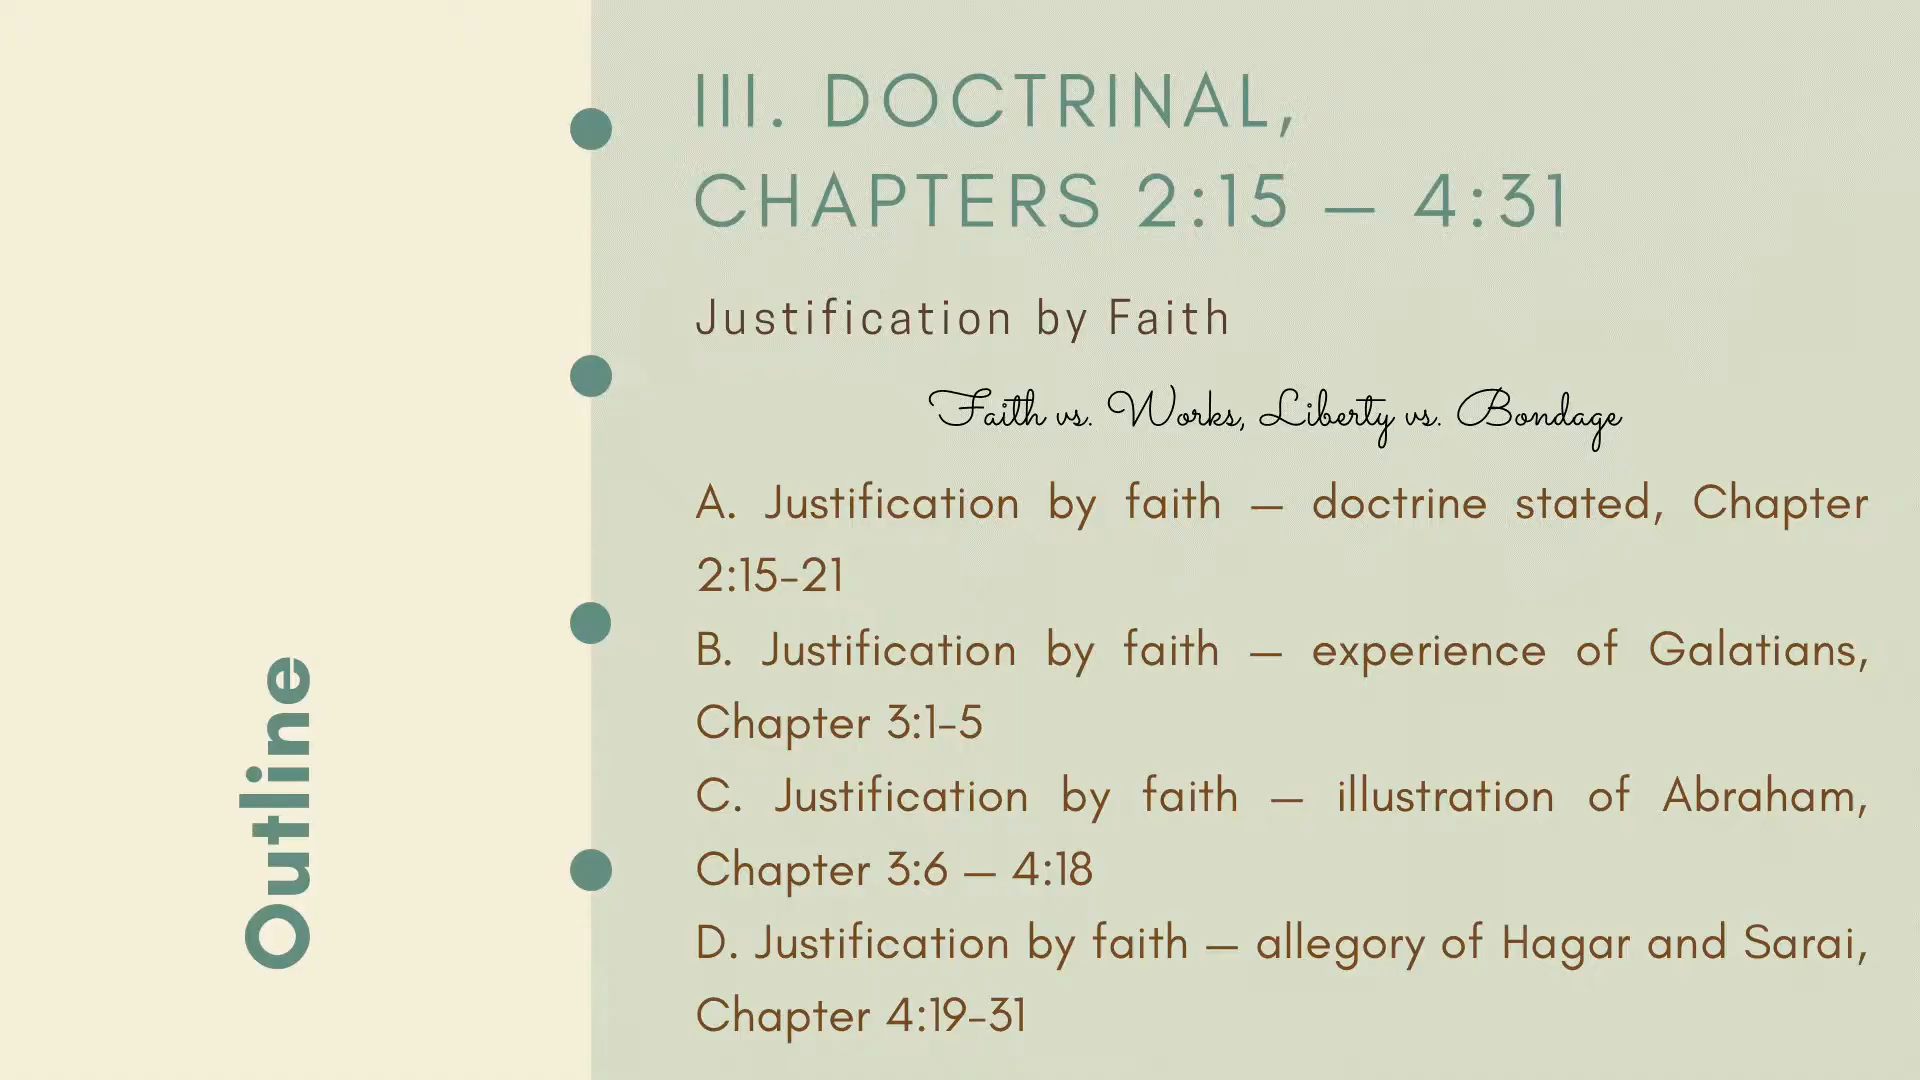 III. DOCTRINAL,
CHAPTERS 2:15 — 4:31
Justification by Faith
Faith vs. Works, Liberty vs. Bondage
A. Justification by faith — doctrine stated, Chapter
2:15-21
B. Justification by faith — experience of Galatians,
Chapter 3:1-5
C. Justification by faith — illustration of Abraham,
Chapter 3:6 — 4:18
D. Justification by faith — allegory of Hagar and Sarai,
Chapter 4:19-31
Outline